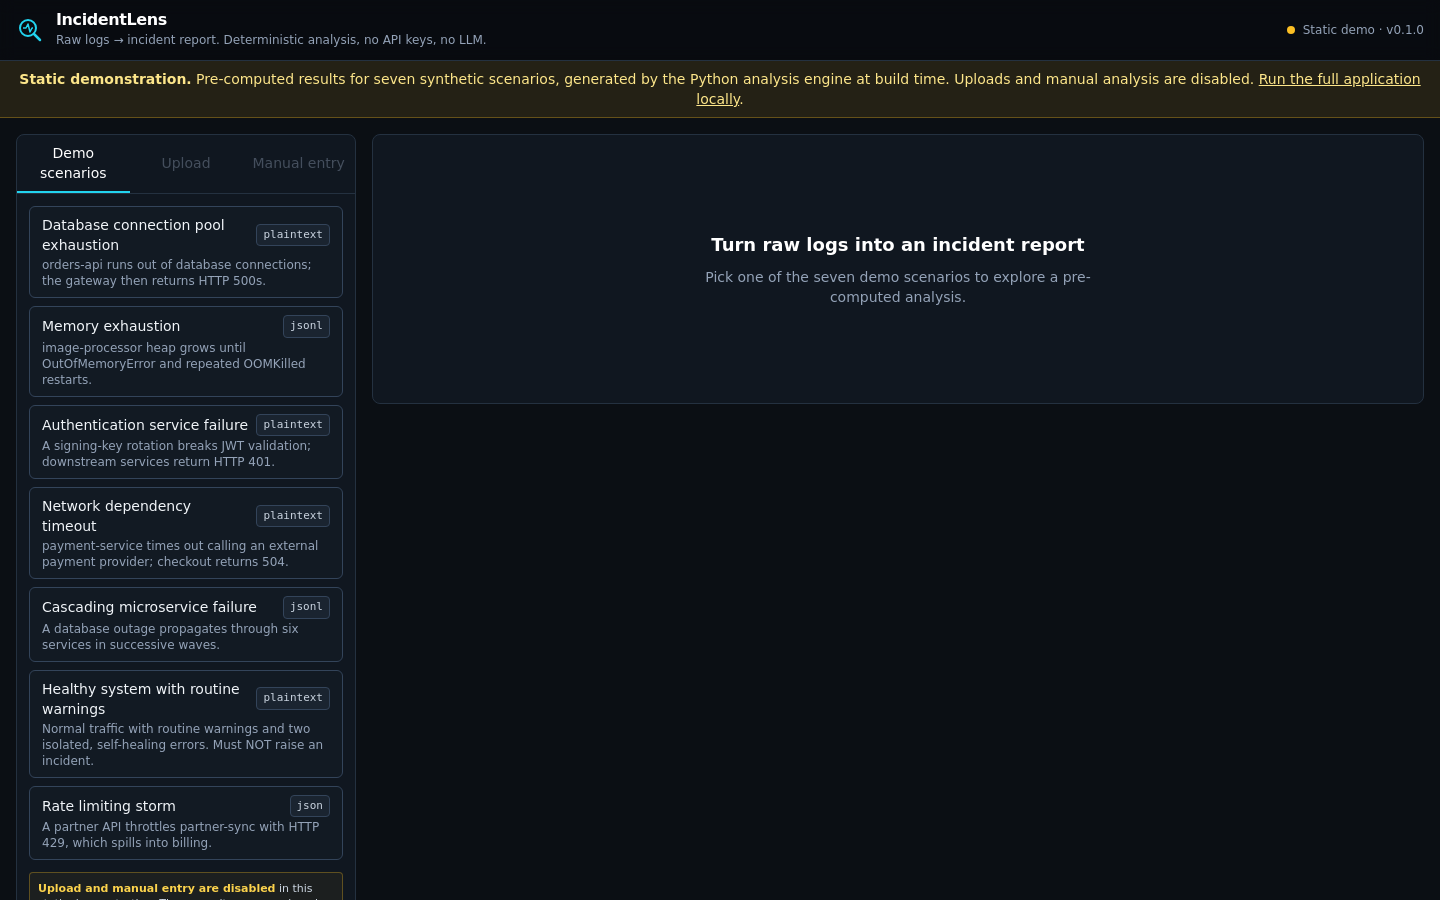 IncidentLens
Raw logs → incident report. Deterministic analysis, no API keys, no LLM.
Static demo · v0.1.0
Static demonstration. Pre-computed results for seven synthetic scenarios, generated by the Python analysis engine at build time. Uploads and manual analysis are disabled. Run the full application
locally.
Demo
scenarios
Upload
Manual entry
Database connection pool
exhaustion
plaintext
orders-api runs out of database connections;
the gateway then returns HTTP 500s.
Memory exhaustion
jsonl
image-processor heap grows until
OutOfMemoryError and repeated OOMKilled
restarts.
Authentication service failure
plaintext
A signing-key rotation breaks JWT validation;
downstream services return HTTP 401.
Network dependency
timeout
plaintext
payment-service times out calling an external
payment provider; checkout returns 504.
Cascading microservice failure
jsonl
A database outage propagates through six
services in successive waves.
Healthy system with routine
warnings
plaintext
Normal traffic with routine warnings and two
isolated, self-healing errors. Must NOT raise an
incident.
Rate limiting storm
json
A partner API throttles partner-sync with HTTP
429, which spills into billing.
Upload and manual entry are disabled in this
Turn raw logs into an incident report
Pick one of the seven demo scenarios to explore a pre-
computed analysis.